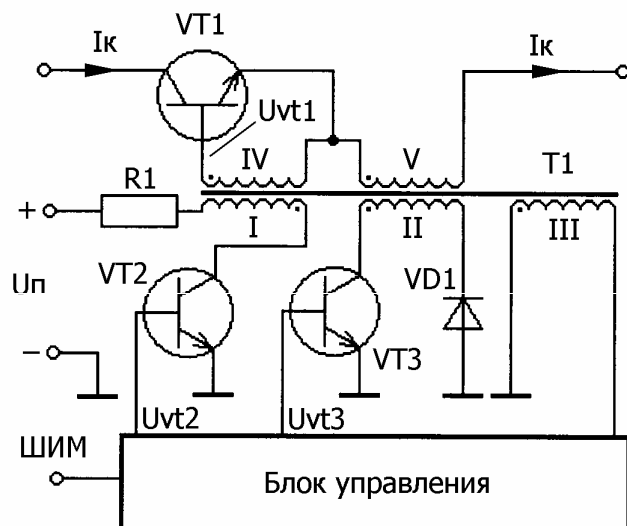 VT1
Iк
Iк
Uvt1
IV
V
T1
R1
+
I
II
III
VT2
VD1
Uп
VT3
−
Uvt2
Uvt3
ШИМ
Блок управления